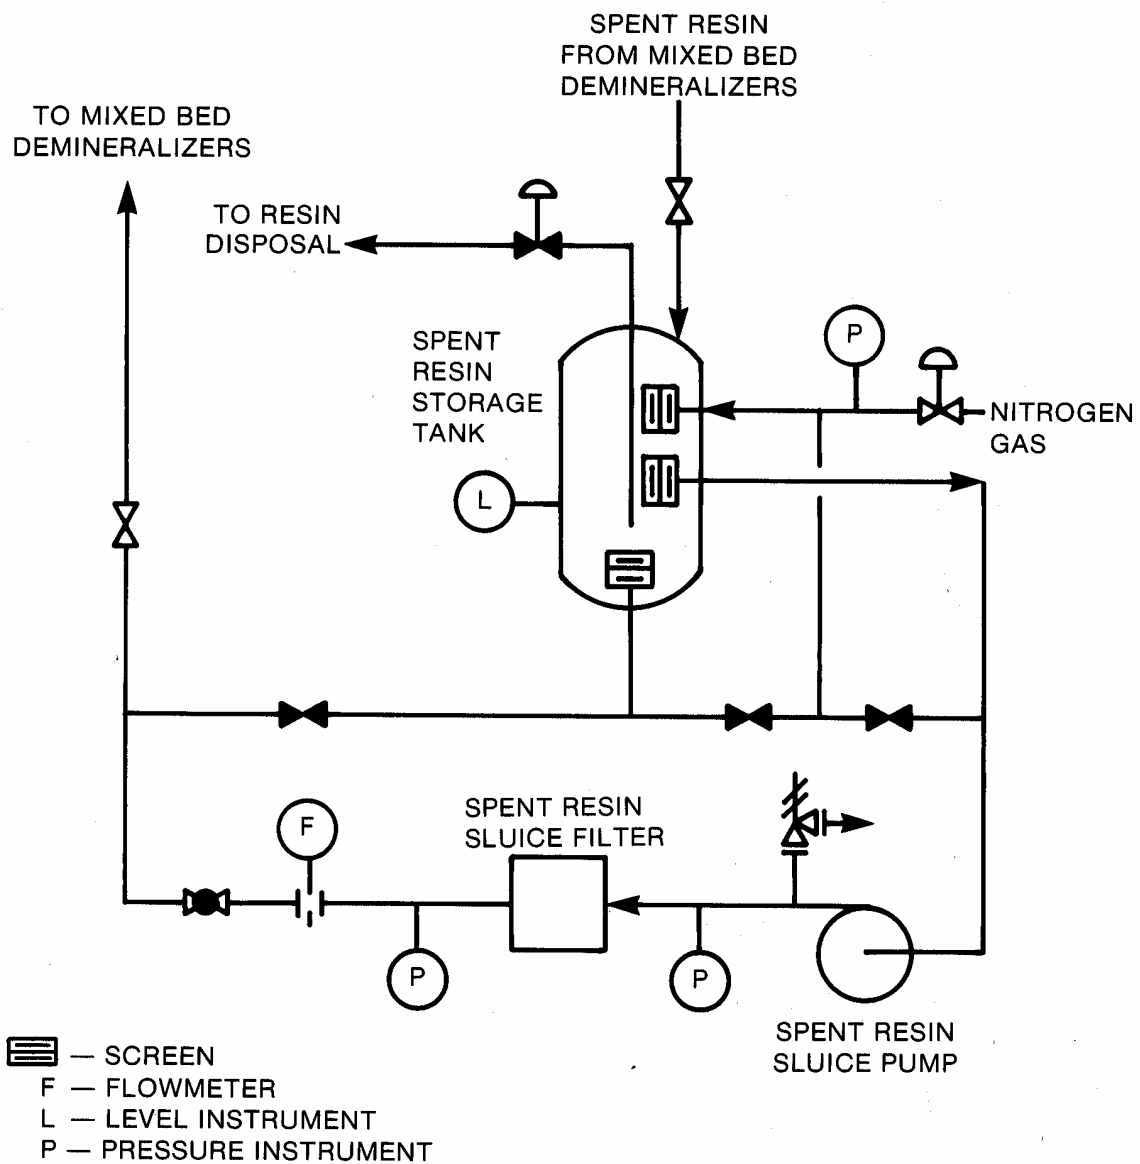 SPENT RESIN
FROM MIXED BED
DEMINERALIZERS
TO MIXED BED
DEMINERALIZERS
TO RESIN
DISPOSAL
SPENT
RESIN
STORAGE
TANK
P
NITROGEN
GAS
L
SPENT RESIN
SLUICE FILTER
F
P
P
SPENT RESIN
SLUICE PUMP
— SCREEN
F — FLOWMETER
L — LEVEL INSTRUMENT
P — PRESSURE INSTRUMENT